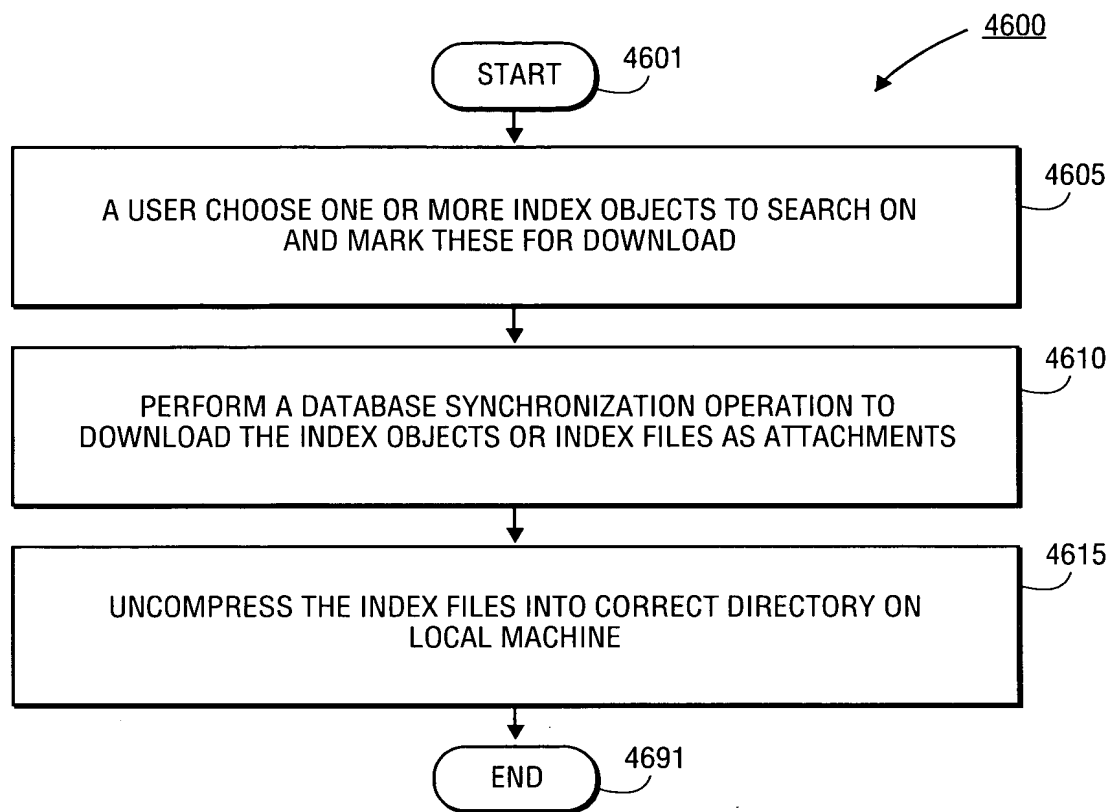 4600
START
4601
4605
A USER CHOOSE ONE OR MORE INDEX OBJECTS TO SEARCH ON
AND MARK THESE FOR DOWNLOAD
4610
PERFORM A DATABASE SYNCHRONIZATION OPERATION TO
DOWNLOAD THE INDEX OBJECTS OR INDEX FILES AS ATTACHMENTS
4615
UNCOMPRESS THE INDEX FILES INTO CORRECT DIRECTORY ON
LOCAL MACHINE
END
4691